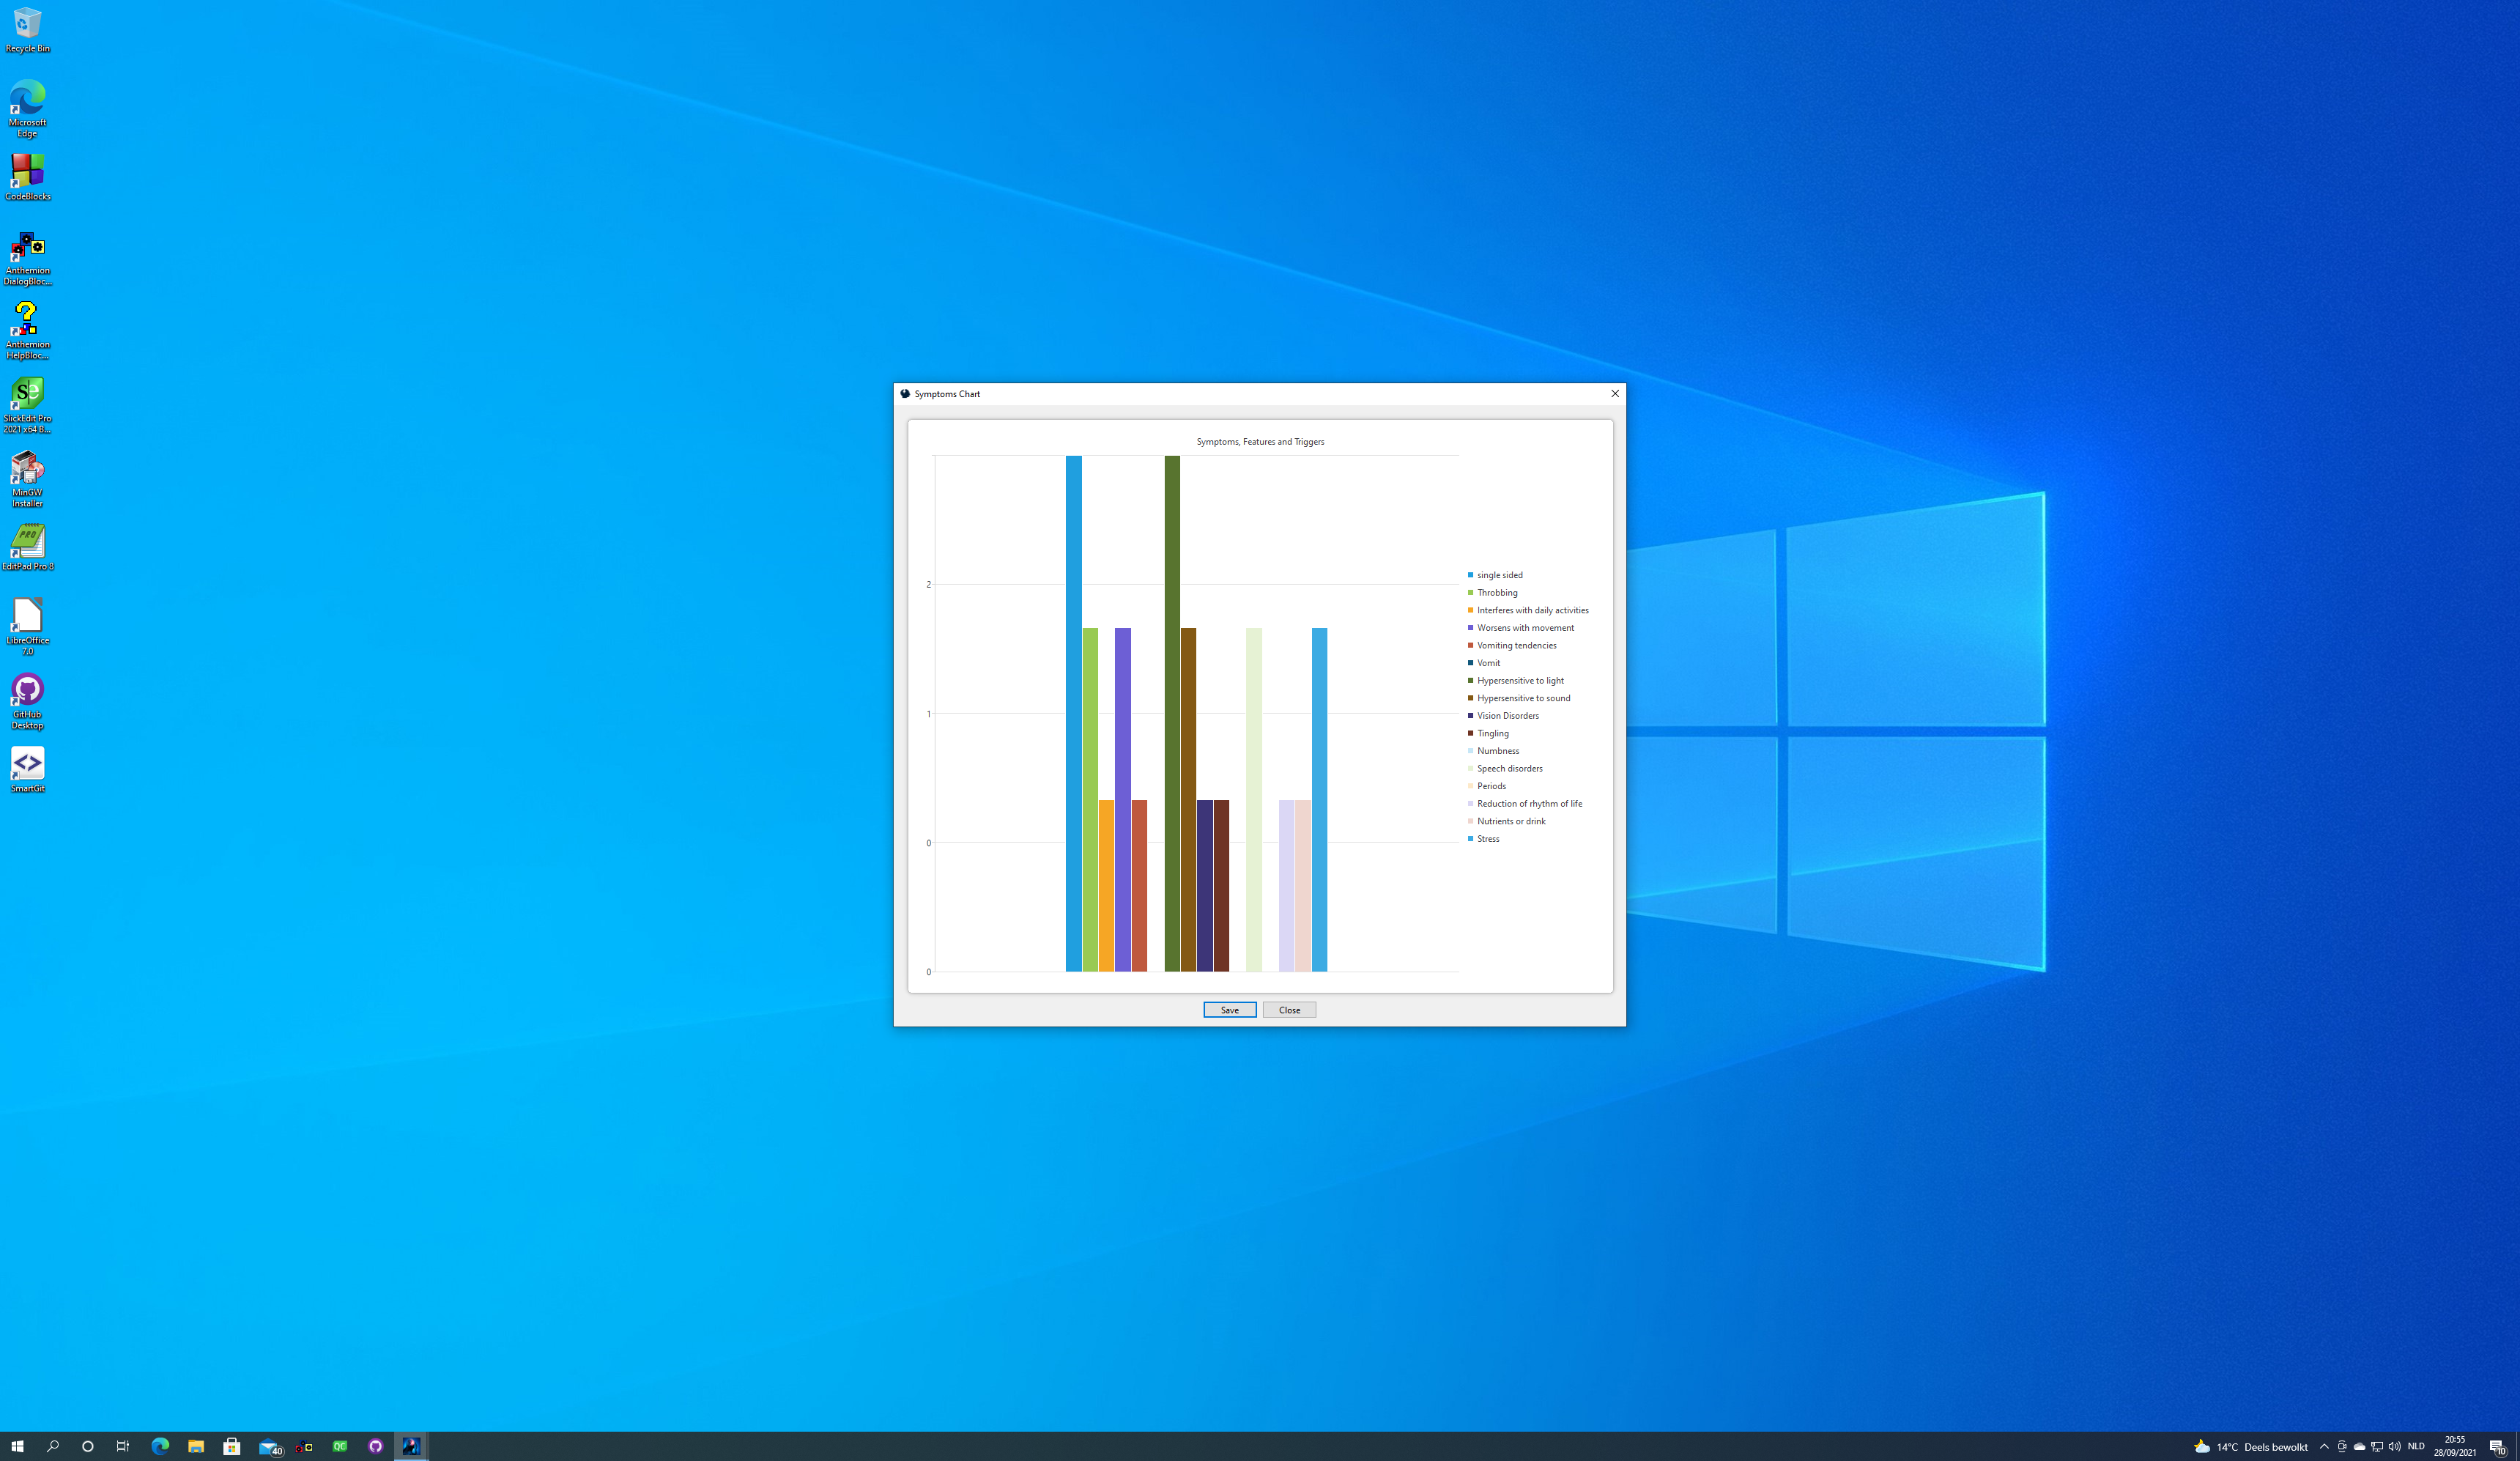 Recycle Bin
Microsoft
Edge
CodeBlocks
Anthemion
DialogBloc...
Anthemion
HelpBloc...
SlickEdit Pro
2021 x64 B...
MinGW
Installer
PRO
EditPad Pro 8
LibreOffice
7.0
GitHub
Desktop
SmartGit
Symptoms Chart
Symptoms, Features and Triggers
2
1
0
0
single sided
Throbbing
Interferes with daily activities
Worsens with movement
Vomiting tendencies
Vomit
Hypersensitive to light
Hypersensitive to sound
Vision Disorders
Tingling
Numbness
Speech disorders
Periods
Reduction of rhythm of life
Nutrients or drink
Stress
Save
Close
40
QC
14°C Deels bewolkt
NLD
20:55
28/09/2021
10